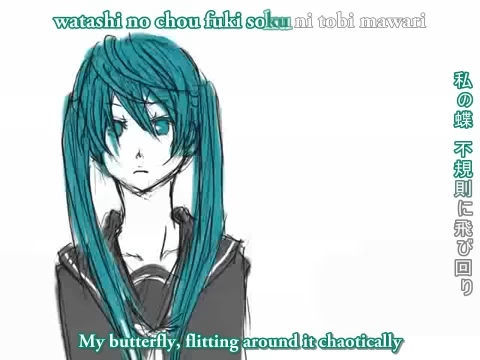 watashi no chou fuki soku ni tobi mawari
私の蝶 不規則に飛び回り
My butterfly, flitting around it chaotically